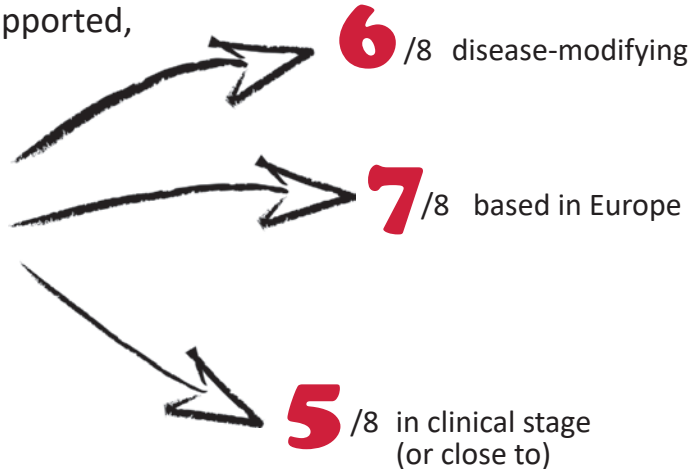 pported,
6/8 disease-modifying
7/8 based in Europe
5/8 in clinical stage
(or close to)